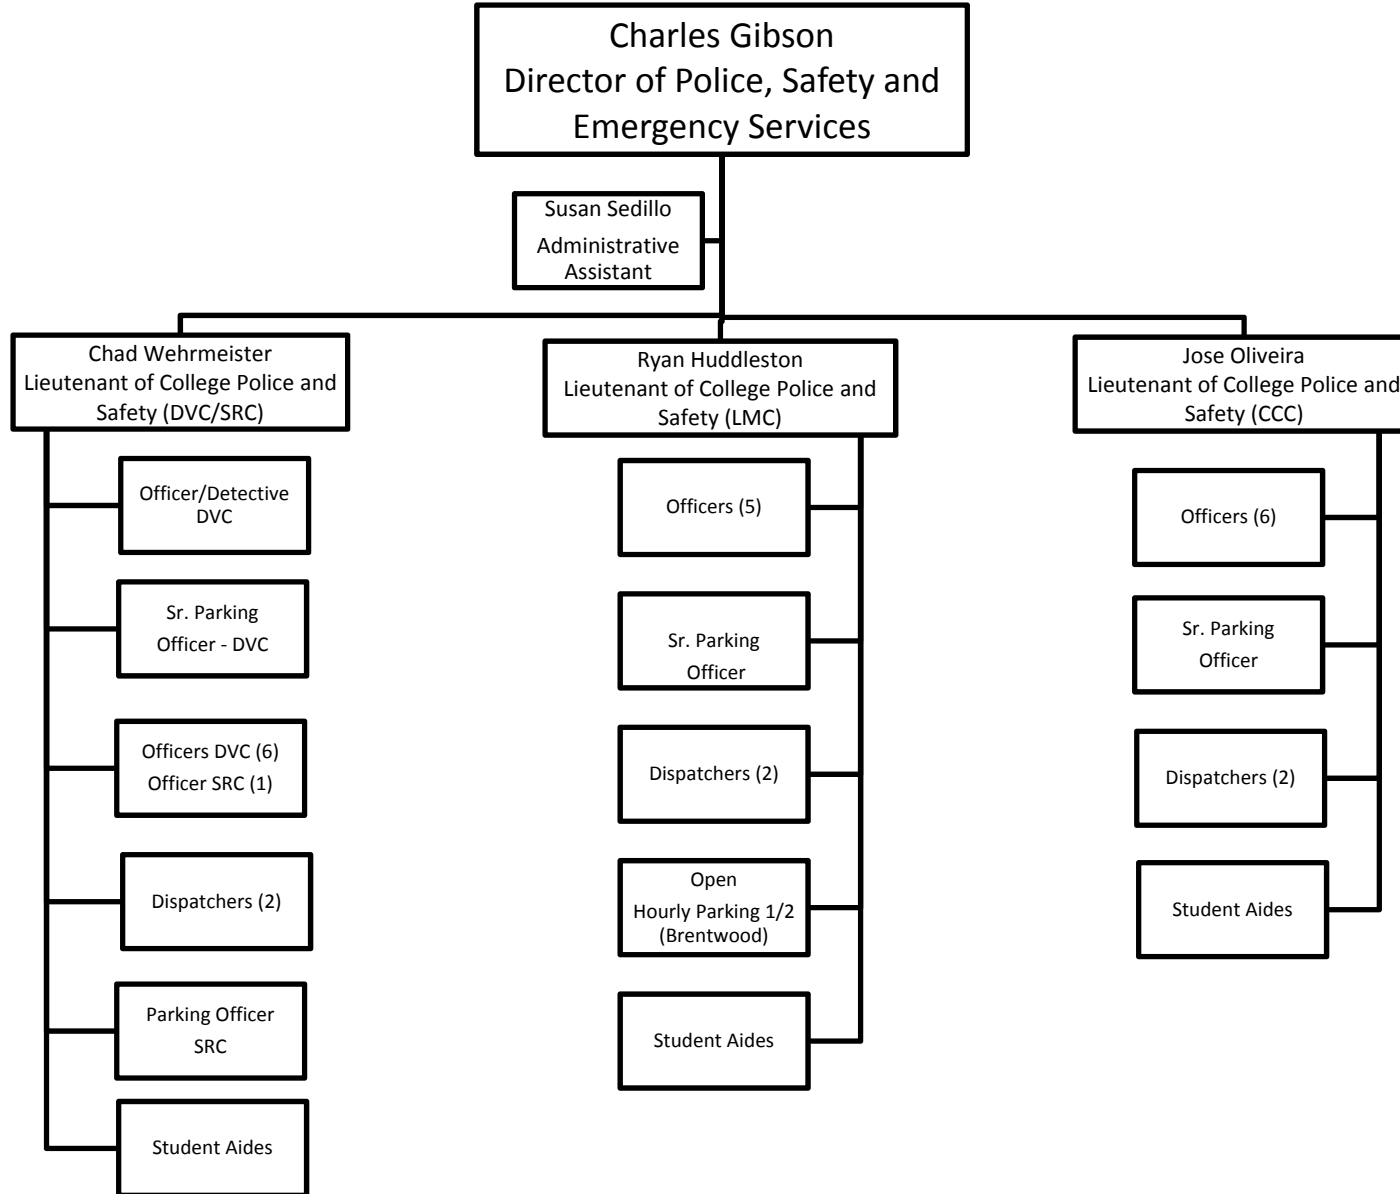 Charles Gibson
Director of Police, Safety and
Emergency Services
Susan Sedillo
Administrative
Assistant
Chad Wehrmeister
Lieutenant of College Police and
Safety (DVC/SRC)
Officer/Detective
DVC
Sr. Parking
Officer - DVC
Officers DVC (6)
Officer SRC (1)
Dispatchers (2)
Parking Officer
SRC
Student Aides
Ryan Huddleston
Lieutenant of College Police and
Safety (LMC)
Officers (5)
Sr. Parking
Officer
Dispatchers (2)
Open
Hourly Parking 1/2
(Brentwood)
Student Aides
Jose Oliveira
Lieutenant of College Police and
Safety (CCC)
Officers (6)
Sr. Parking
Officer
Dispatchers (2)
Student Aides